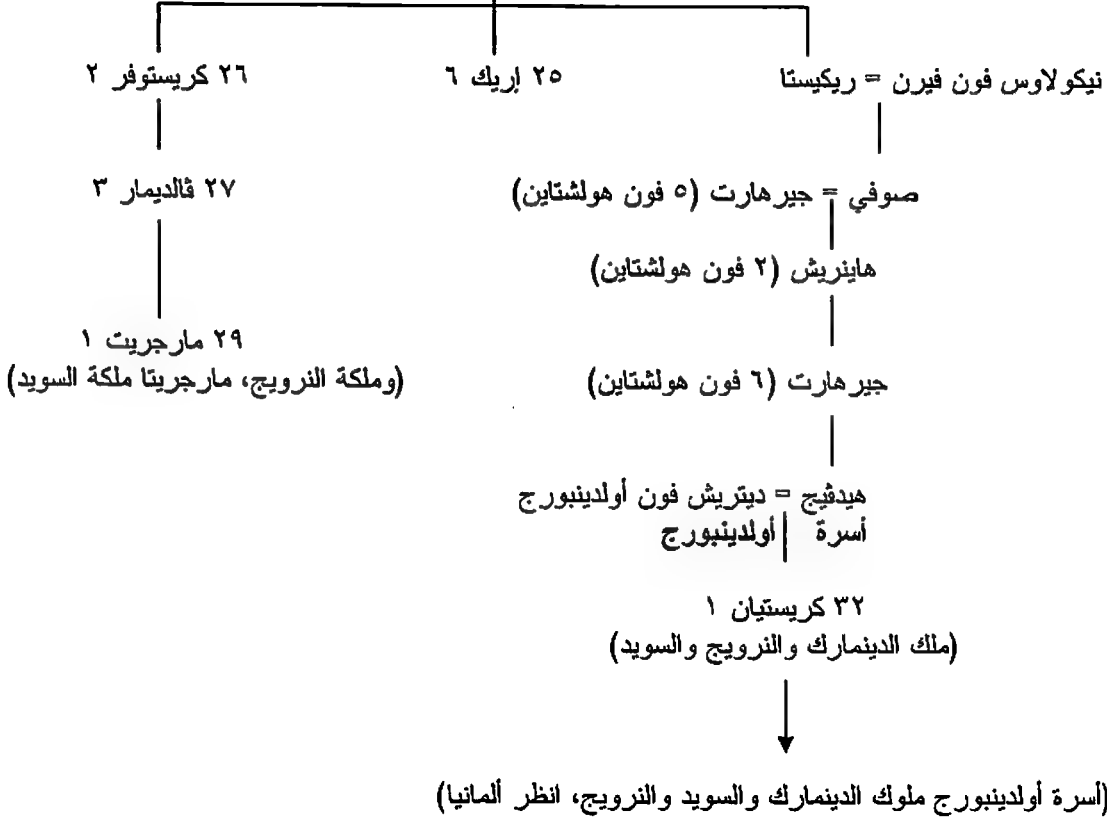 نيكولاوس فون فيرن = ريكيستا
٢٥ إريك ٦
٢٦ كريستوفر ٢
صوفي = جيرهارت (٥ فون هولشتاين)
٢٧ ڤالديمار ٣
هاينريش (٢ فون هولشتاين)
٢٩ مارجريت ١
(وملكة النرويج، مارجريتا ملكة السويد)
جيرهارت (٦ فون هولشتاين)
هيدڤيج = ديتريش فون أولدينبورج
أسرة أولدينبورج
٣٢ كريستيان ١
(ملك الدينمارك والنرويج والسويد)
(أسرة أولدينبورج ملوك الدينمارك والسويد والنرويج، انظر ألمانيا)